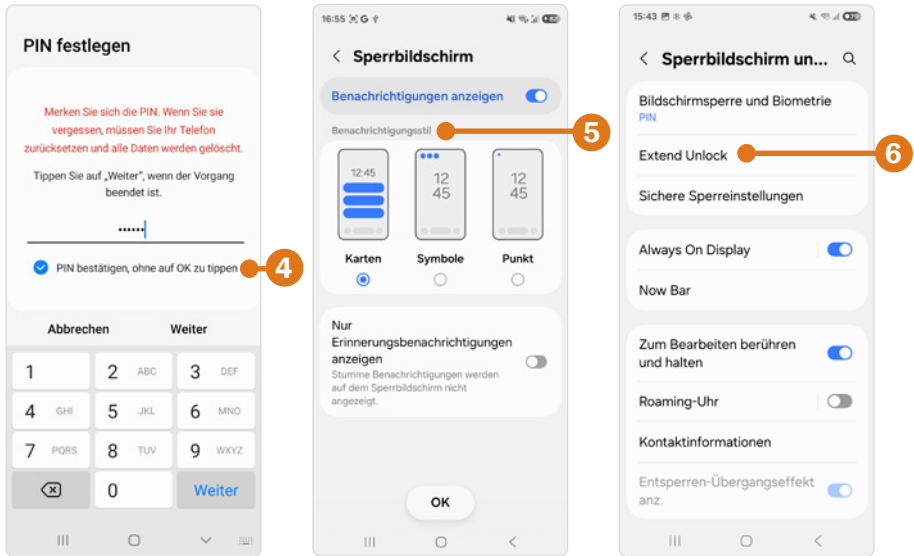 PIN festlegen
Merken Sie sich die PIN. Wenn Sie sie
vergessen, müssen Sie Ihr Telefon
zurücksetzen und alle Daten werden gelöscht.
Tippen Sie auf „Weiter", wenn der Vorgang
beendet ist.
PIN bestätigen, ohne auf OK zu tippen
4
Abbrechen Weiter
1 2 ABC 3 DEF
4 GHI 5 JKL 6 MNO
7 PQRS 8 TUV 9 WXYZ
0 Weiter
16:55 G
Sperrbildschirm
Benachrichtigungen anzeigen
Benachrichtigungsstil
5
12:45
12
45
12
45
Karten Symbole Punkt
Nur
Erinnerungsbenachrichtigungen
anzeigen
Stumme Benachrichtigungen werden
auf dem Sperrbildschirm nicht
angezeigt.
OK
15:43
Sperrbildschirm un...
Bildschirmsperre und Biometrie
PIN
Extend Unlock
6
Sichere Sperreinstellungen
Always On Display
Now Bar
Zum Bearbeiten berühren
und halten
Roaming-Uhr
Kontaktinformationen
Entsperren-Übergangseffekt
anz.